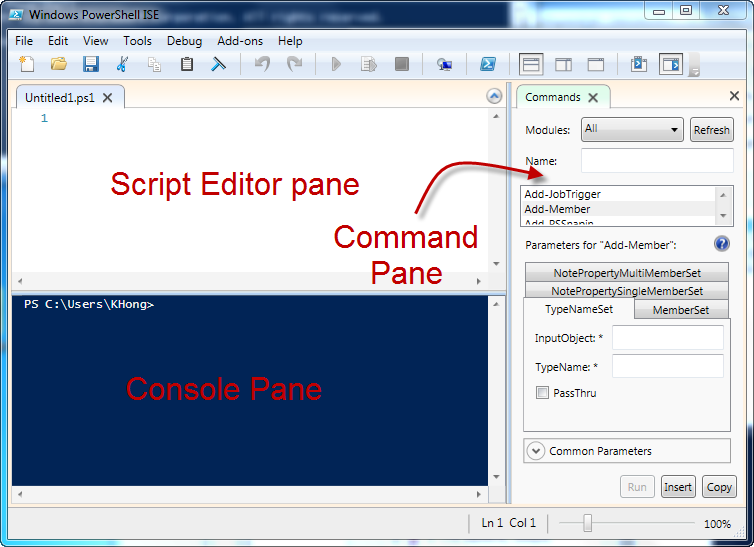 Windows PowerShell ISE
File Edit View Tools Debug Add-ons Help
Untitled1.ps1
1
Script Editor pane
Command
Pane
PS C:\Users\KHong>
Console Pane
Commands
Modules: All Refresh
Name:
Add-JobTrigger
Add-Member
Add-PSSnapin
Parameters for "Add-Member":
NotePropertyMultiMemberSet
NotePropertySingleMemberSet
TypeNameSet MemberSet
InputObject: *
TypeName: *
PassThru
Common Parameters
Run Insert Copy
Ln 1 Col 1 100%